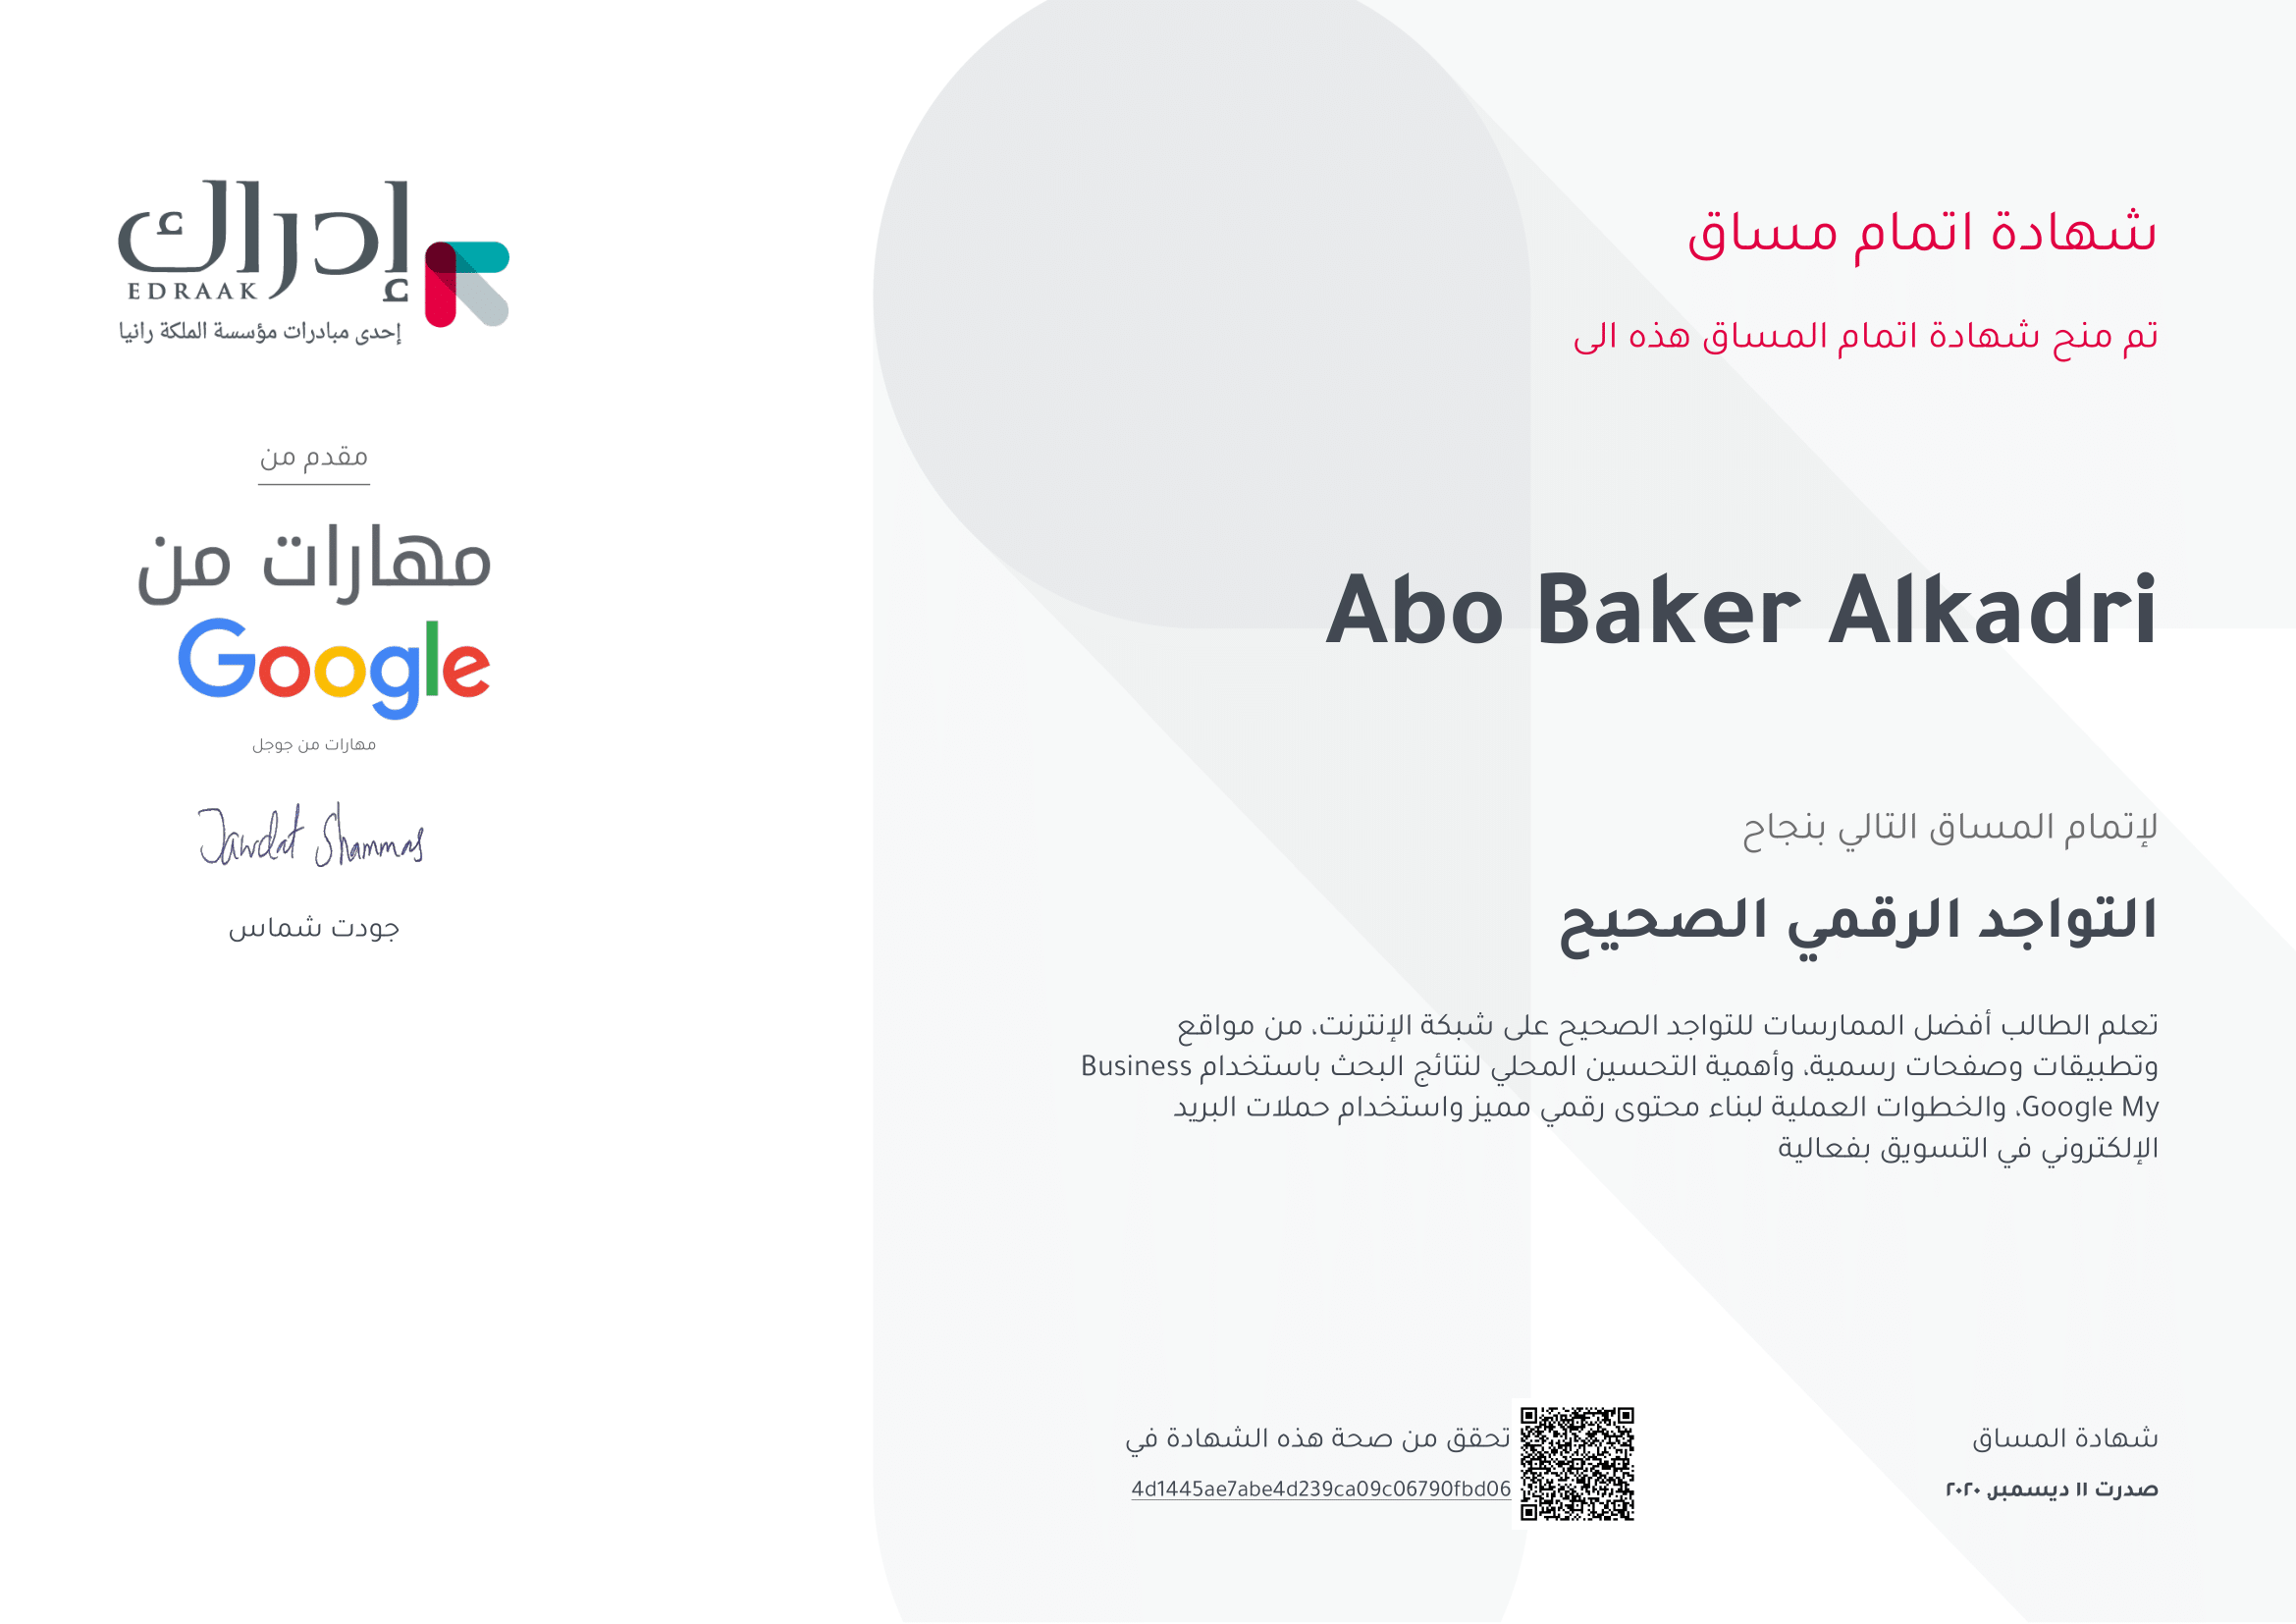 شهادة اتمام مساق
تم منح شهادة اتمام المساق هذه الى
Abo Baker Alkadri
لإتمام المساق التالي بنجاح
التواجد الرقمي الصحيح
تعلم الطالب أفضل الممارسات للتواجد الصحيح على شبكة الإنترنت، من مواقع
وتطبيقات وصفحات رسمية، وأهمية التحسين المحلي لنتائج البحث باستخدام Business
Google My، والخطوات العملية لبناء محتوى رقمي مميز واستخدام حملات البريد
الإلكتروني في التسويق بفعالية
شهادة المساق
صدرت ١١ ديسمبر, ٢٠٢٠
تحقق من صحة هذه الشهادة في
4d1445ae7abe4d239ca09c06790fbd06
إدراك
EDRAAK
إحدى مبادرات مؤسسة الملكة رانيا
مقدم من
مهارات من
Google
مهارات من جوجل
Jawdat Shammas
جودت شماس